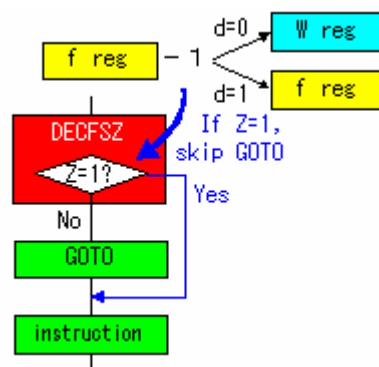 d=0
W reg
f reg - 1
d=1
f reg
DECFSZ
If Z=1,
skip GOTO
Z=1?
Yes
No
GOTO
instruction